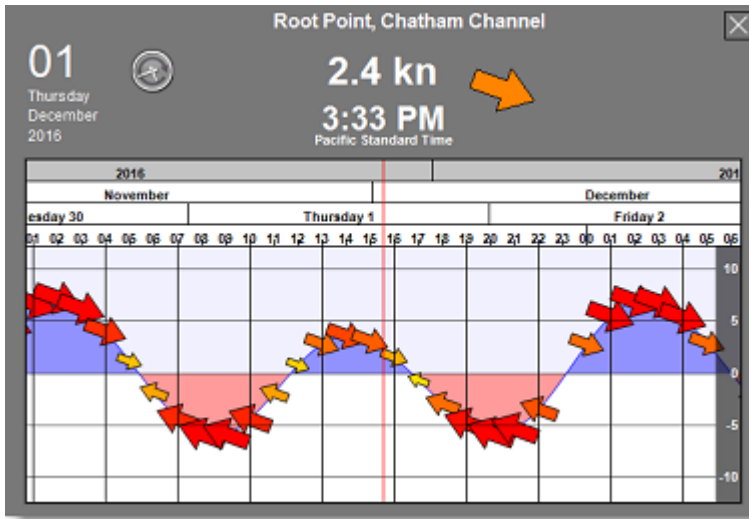 Root Point, Chatham Channel
01
Thursday
December
2016
2.4 kn
3:33 PM
Pacific Standard Time
2016 201
November December
esday 30 Thursday 1 Friday 2
01 02 03 04 05 06 07 08 09 10 11 12 13 14 15 16 17 18 19 20 21 22 23 00 01 02 03 04 05 06
10
5
0
-5
-10